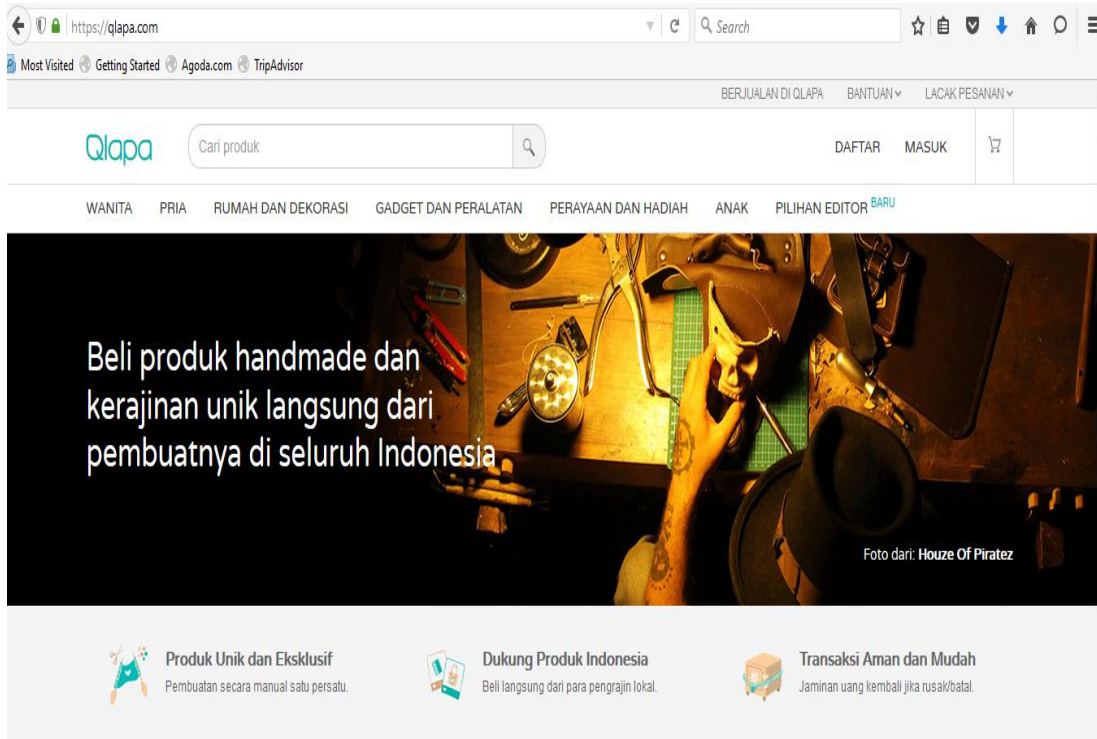 https://qlapa.com
Search
Most Visited Getting Started Agoda.com TripAdvisor
BERJUALAN DI QLAPA BANTUAN LACAK PESANAN
Qlapa Cari produk DAFTAR MASUK
WANITA PRIA RUMAH DAN DEKORASI GADGET DAN PERALATAN PERAYAAN DAN HADIAH ANAK PILIHAN EDITOR BARU
Beli produk handmade dan
kerajinan unik langsung dari
pembuatnya di seluruh Indonesia
Foto dari: Houze Of Piratez
Produk Unik dan Eksklusif
Pembuatan secara manual satu persatu.
Dukung Produk Indonesia
Beli langsung dari para pengrajin lokal.
Transaksi Aman dan Mudah
Jaminan uang kembali jika rusak/batal.